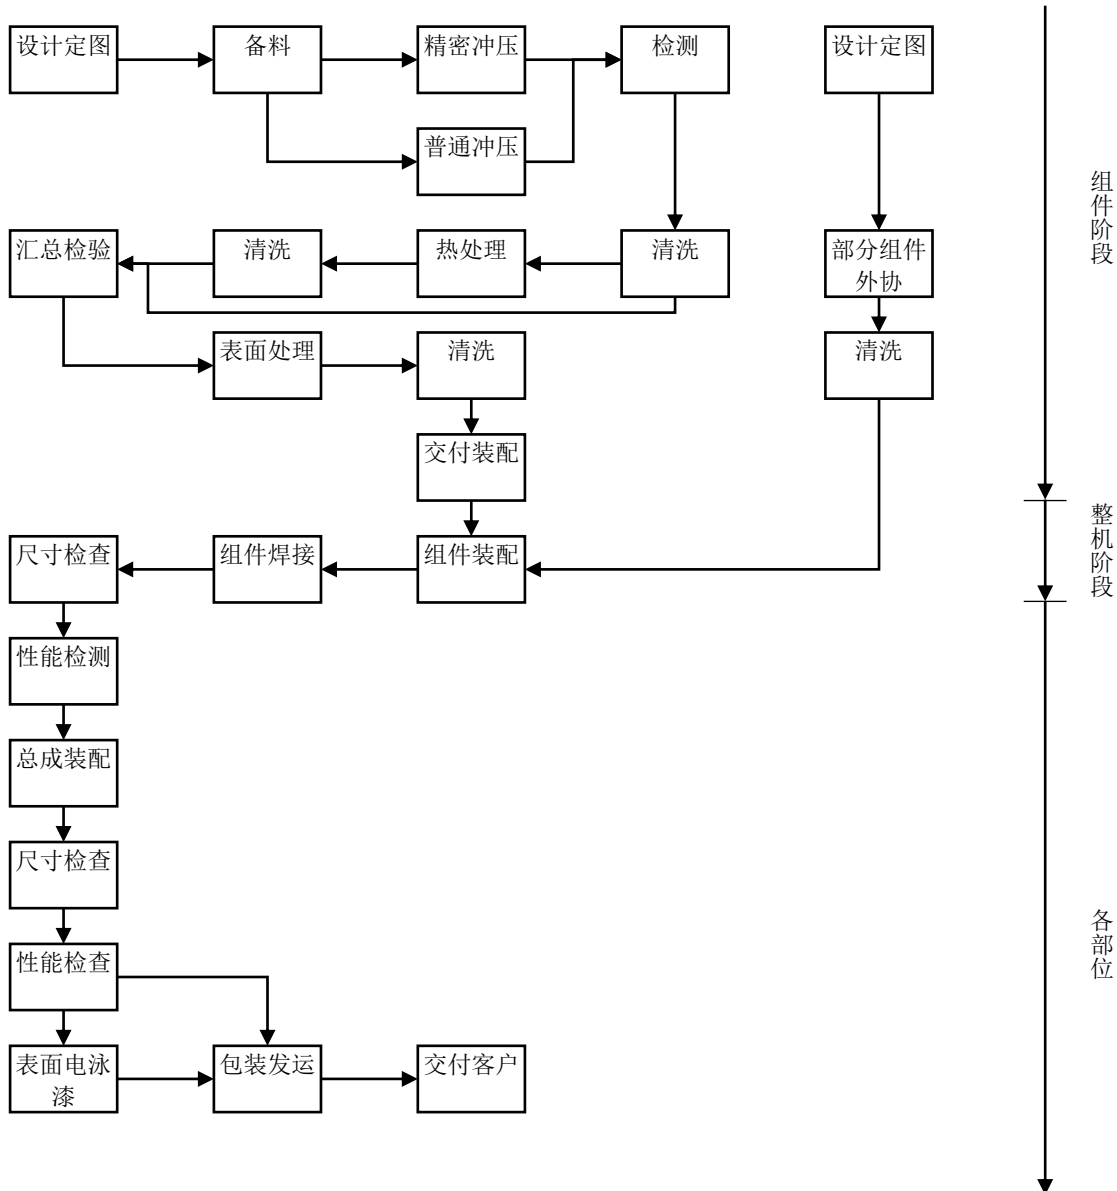 设计定图
备料
精密冲压
检测
设计定图
普通冲压
组件阶段
汇总检验
清洗
热处理
清洗
部分组件
外协
表面处理
清洗
清洗
交付装配
整机阶段
尺寸检查
组件焊接
组件装配
性能检测
总成装配
尺寸检查
各部位
性能检查
表面电泳
漆
包装发运
交付客户